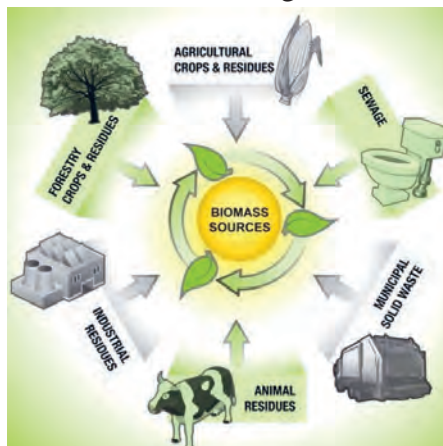 AGRICULTURAL
CROPS & RESIDUES
SEWAGE
FORESTRY
CROPS & RESIDUES
BIOMASS
SOURCES
MUNICIPAL
SOLID WASTE
INDUSTRIAL
RESIDUES
ANIMAL
RESIDUES